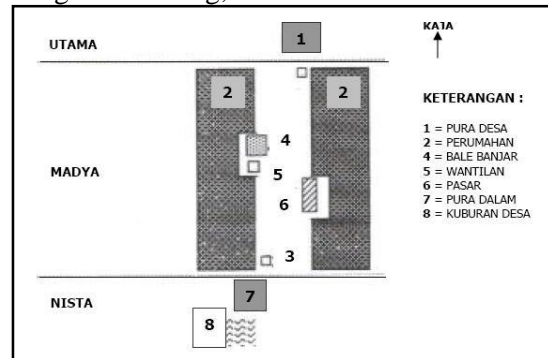 UTAMA
1
KAJA
2
2
KETERANGAN :
1 = PURA DESA
2 = PERUMAHAN
4 = BALE BANJAR
5 = WANTILAN
6 = PASAR
7 = PURA DALAM
8 = KUBURAN DESA
4
MADYA
5
6
3
7
NISTA
8